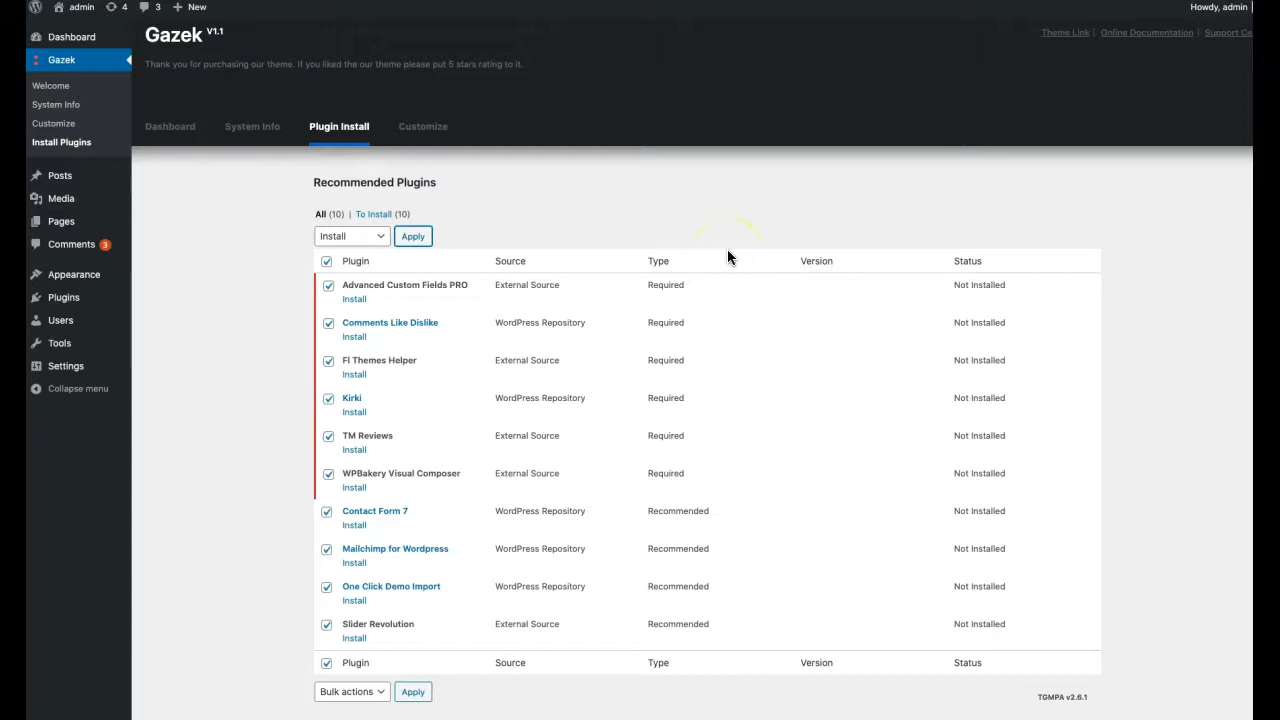 admin 4 3 New Howdy, admin
Dashboard
Gazek
Welcome
System Info
Customize
Install Plugins
Posts
Media
Pages
Comments 3
Appearance
Plugins
Users
Tools
Settings
Collapse menu
Gazek V1.1
Theme Link | Online Documentation | Support Ce
Thank you for purchasing our theme. If you liked the our theme please put 5 stars rating to it.
Dashboard System Info Plugin Install Customize
Recommended Plugins
All (10) | To Install (10)
Install Apply
Plugin Source Type Version Status
Advanced Custom Fields PRO External Source Required Not Installed
Install
Comments Like Dislike WordPress Repository Required Not Installed
Install
Fl Themes Helper External Source Required Not Installed
Install
Kirki WordPress Repository Required Not Installed
Install
TM Reviews External Source Required Not Installed
Install
WPBakery Visual Composer External Source Required Not Installed
Install
Contact Form 7 WordPress Repository Recommended Not Installed
Install
Mailchimp for Wordpress WordPress Repository Recommended Not Installed
Install
One Click Demo Import WordPress Repository Recommended Not Installed
Install
Slider Revolution External Source Recommended Not Installed
Install
Plugin Source Type Version Status
Bulk actions Apply
TGMPA v2.6.1